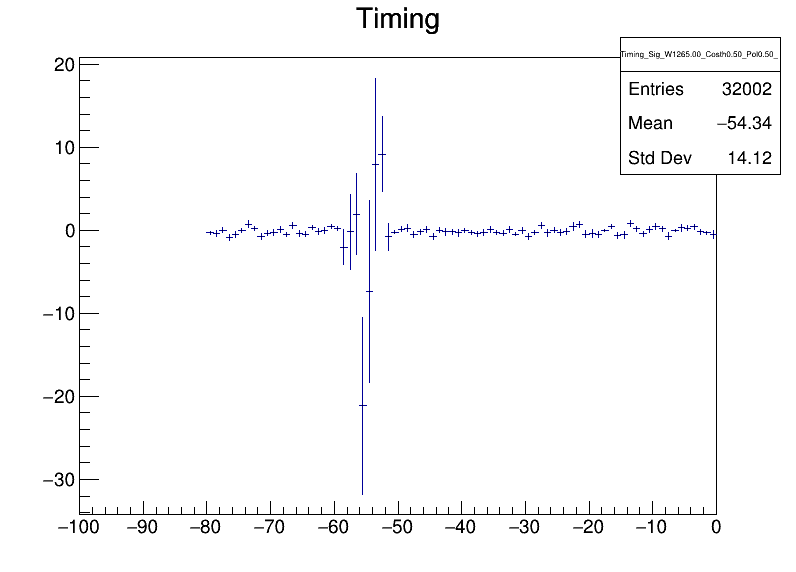 Timing
Timing_Sig_W1265.00_Costh0.50_Pol0.50_
Entries 32002
Mean −54.34
Std Dev 14.12
20
10
0
−10
−20
−30
−100 −90 −80 −70 −60 −50 −40 −30 −20 −10 0